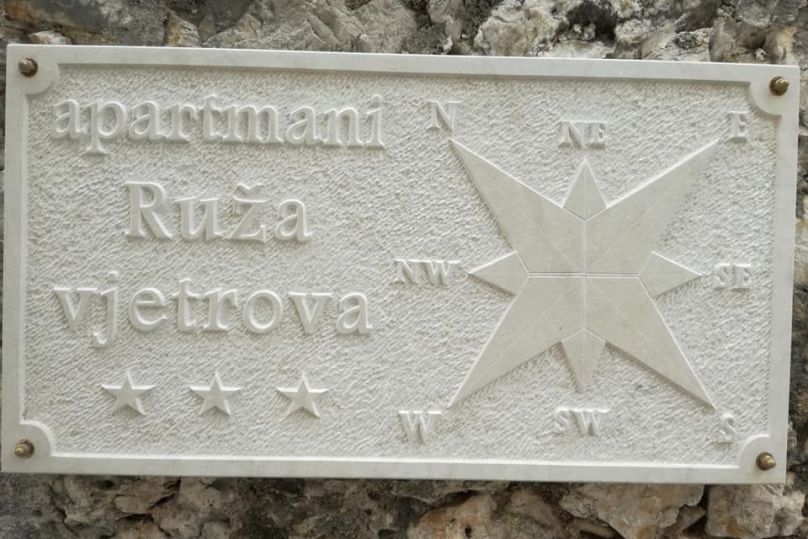 apartmani
Ruža
vjetrova
N NE E
NW SE
W SW S